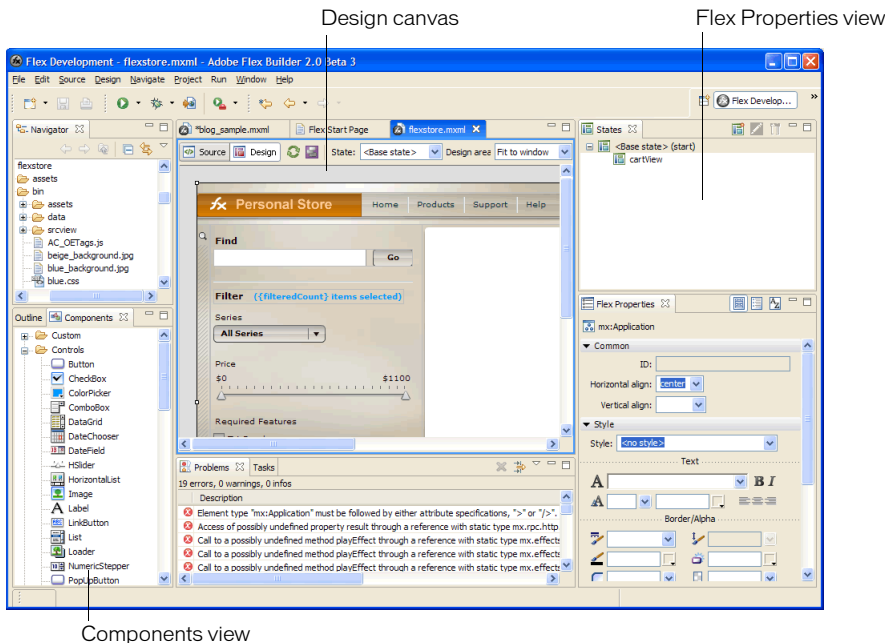 Design canvas
Flex Properties view
Flex Development - flexstore.mxml - Adobe Flex Builder 2.0 Beta 3
File Edit Source Design Navigate Project Run Window Help
Flex Develop...
»
Navigator
flexstore
assets
bin
assets
data
srcview
AC_OETags.js
beige_background.jpg
blue_background.jpg
blue.css
*blog_sample.mxml
Flex Start Page
flexstore.mxml
Source
Design
State:
<Base state>
Design area
Fit to window
fx Personal Store
Home
Products
Support
Help
Find
Go
Filter ({filteredCount} items selected)
Series
All Series
Price
$0
$1100
Required Features
States
<Base state> (start)
cartView
Outline
Components
Custom
Controls
Button
CheckBox
ColorPicker
ComboBox
DataGrid
DateChooser
DateField
HSlider
HorizontalList
Image
Label
LinkButton
List
Loader
NumericStepper
PopUpButton
Problems
Tasks
19 errors, 0 warnings, 0 infos
Description
Element type "mx:Application" must be followed by either attribute specifications, ">" or "/>".
Access of possibly undefined property result through a reference with static type mx.rpc.http
Call to a possibly undefined method playEffect through a reference with static type mx.effects
Call to a possibly undefined method playEffect through a reference with static type mx.effects
Call to a possibly undefined method playEffect through a reference with static type mx.effects
Flex Properties
mx:Application
Common
ID:
Horizontal align:
center
Vertical align:
Style
Style:
<no style>
Text
A
B I
A
Border/Alpha
Components view